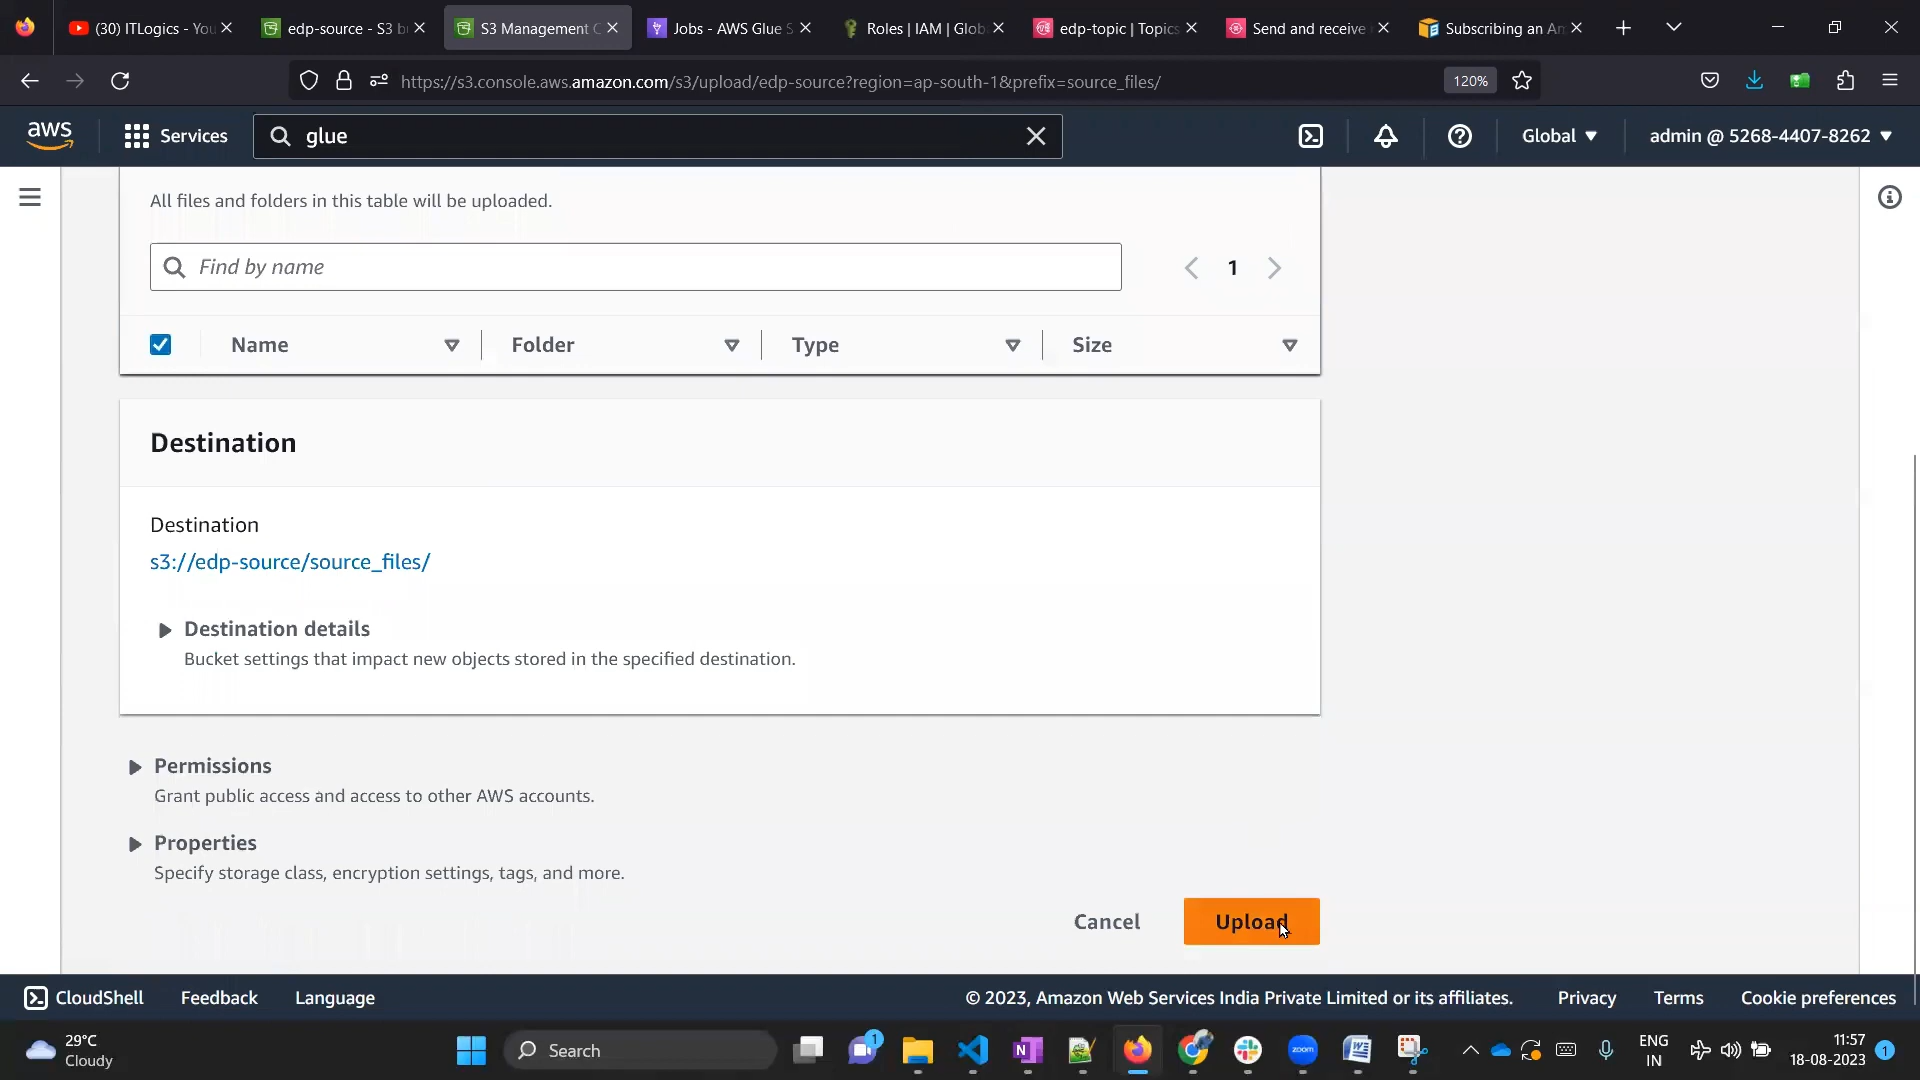 (30) ITLogics - You
edp-source - S3 b
S3 Management C
Jobs - AWS Glue S
Roles | IAM | Glob
edp-topic | Topics
Send and receive
Subscribing an Am
https://s3.console.aws.amazon.com/s3/upload/edp-source?region=ap-south-1&prefix=source_files/
120%
aws
Services
glue
Global
admin @ 5268-4407-8262
All files and folders in this table will be uploaded.
Find by name
1
Name
Folder
Type
Size
Destination
Destination
s3://edp-source/source_files/
Destination details
Bucket settings that impact new objects stored in the specified destination.
Permissions
Grant public access and access to other AWS accounts.
Properties
Specify storage class, encryption settings, tags, and more.
Cancel
Upload
CloudShell
Feedback
Language
© 2023, Amazon Web Services India Private Limited or its affiliates.
Privacy
Terms
Cookie preferences
29°C
Cloudy
Search
1
zoom
ENG
IN
11:57
18-08-2023
1